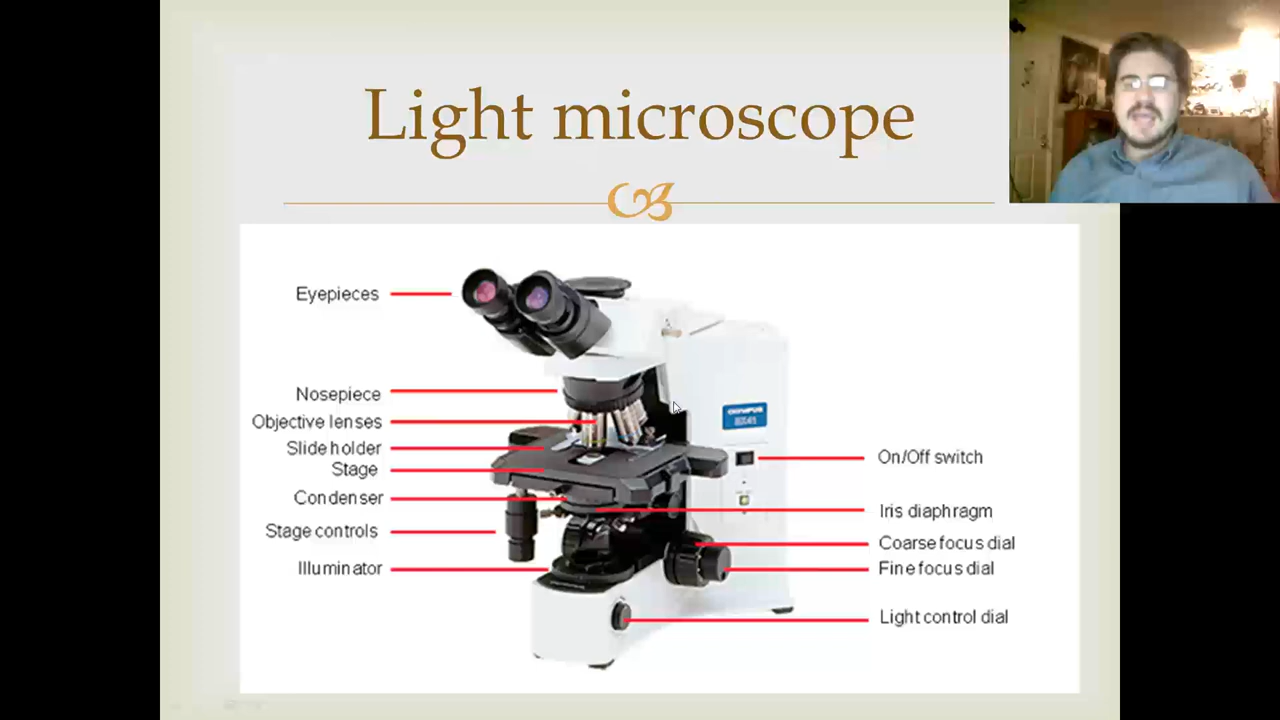 Light microscope
Eyepieces
Nosepiece
Objective lenses
Slide holder
Stage
Condenser
Stage controls
Illuminator
OLYMPUS
On/Off switch
Iris diaphragm
Coarse focus dial
Fine focus dial
Light control dial